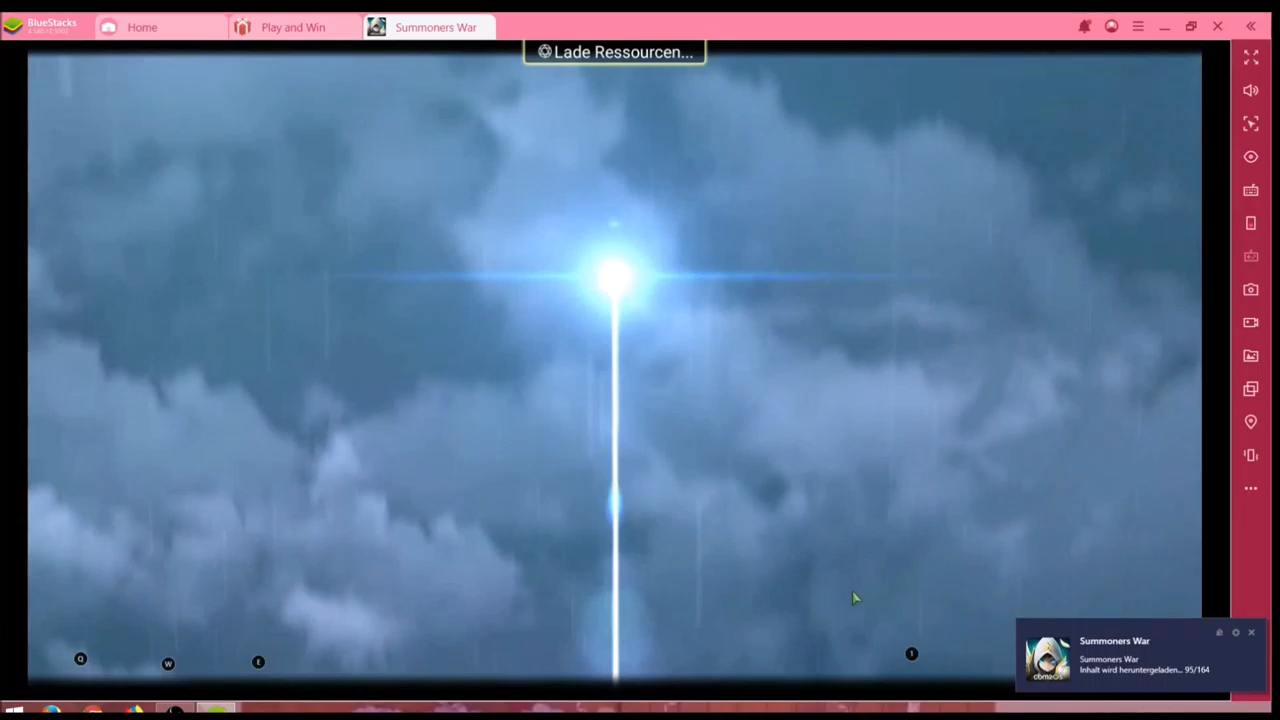 BlueStacks
Home
Play and Win
Summoners War
Lade Ressourcen...
Q
W
E
1
Summoners War
Summoners War
Inhalt wird heruntergeladen... 95/164
com2us